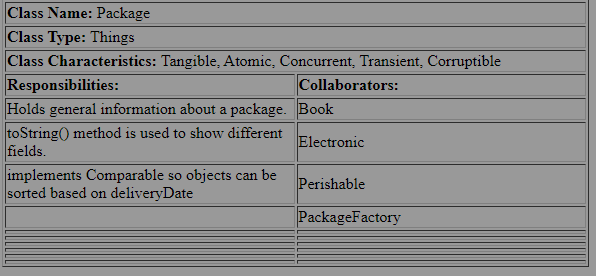 Class Name: Package
Class Type: Things
Class Characteristics: Tangible, Atomic, Concurrent, Transient, Corruptible
Responsibilities: Collaborators:
Holds general information about a package. Book
toString() method is used to show different
fields. Electronic
implements Comparable so objects can be
sorted based on deliveryDate Perishable
PackageFactory